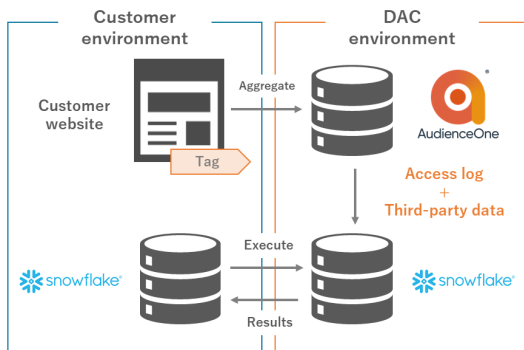 Customer
environment
DAC
environment
Customer
website
Tag
Aggregate
AudienceOne
Access log
+
Third-party data
snowflake®
Execute
Results
snowflake®